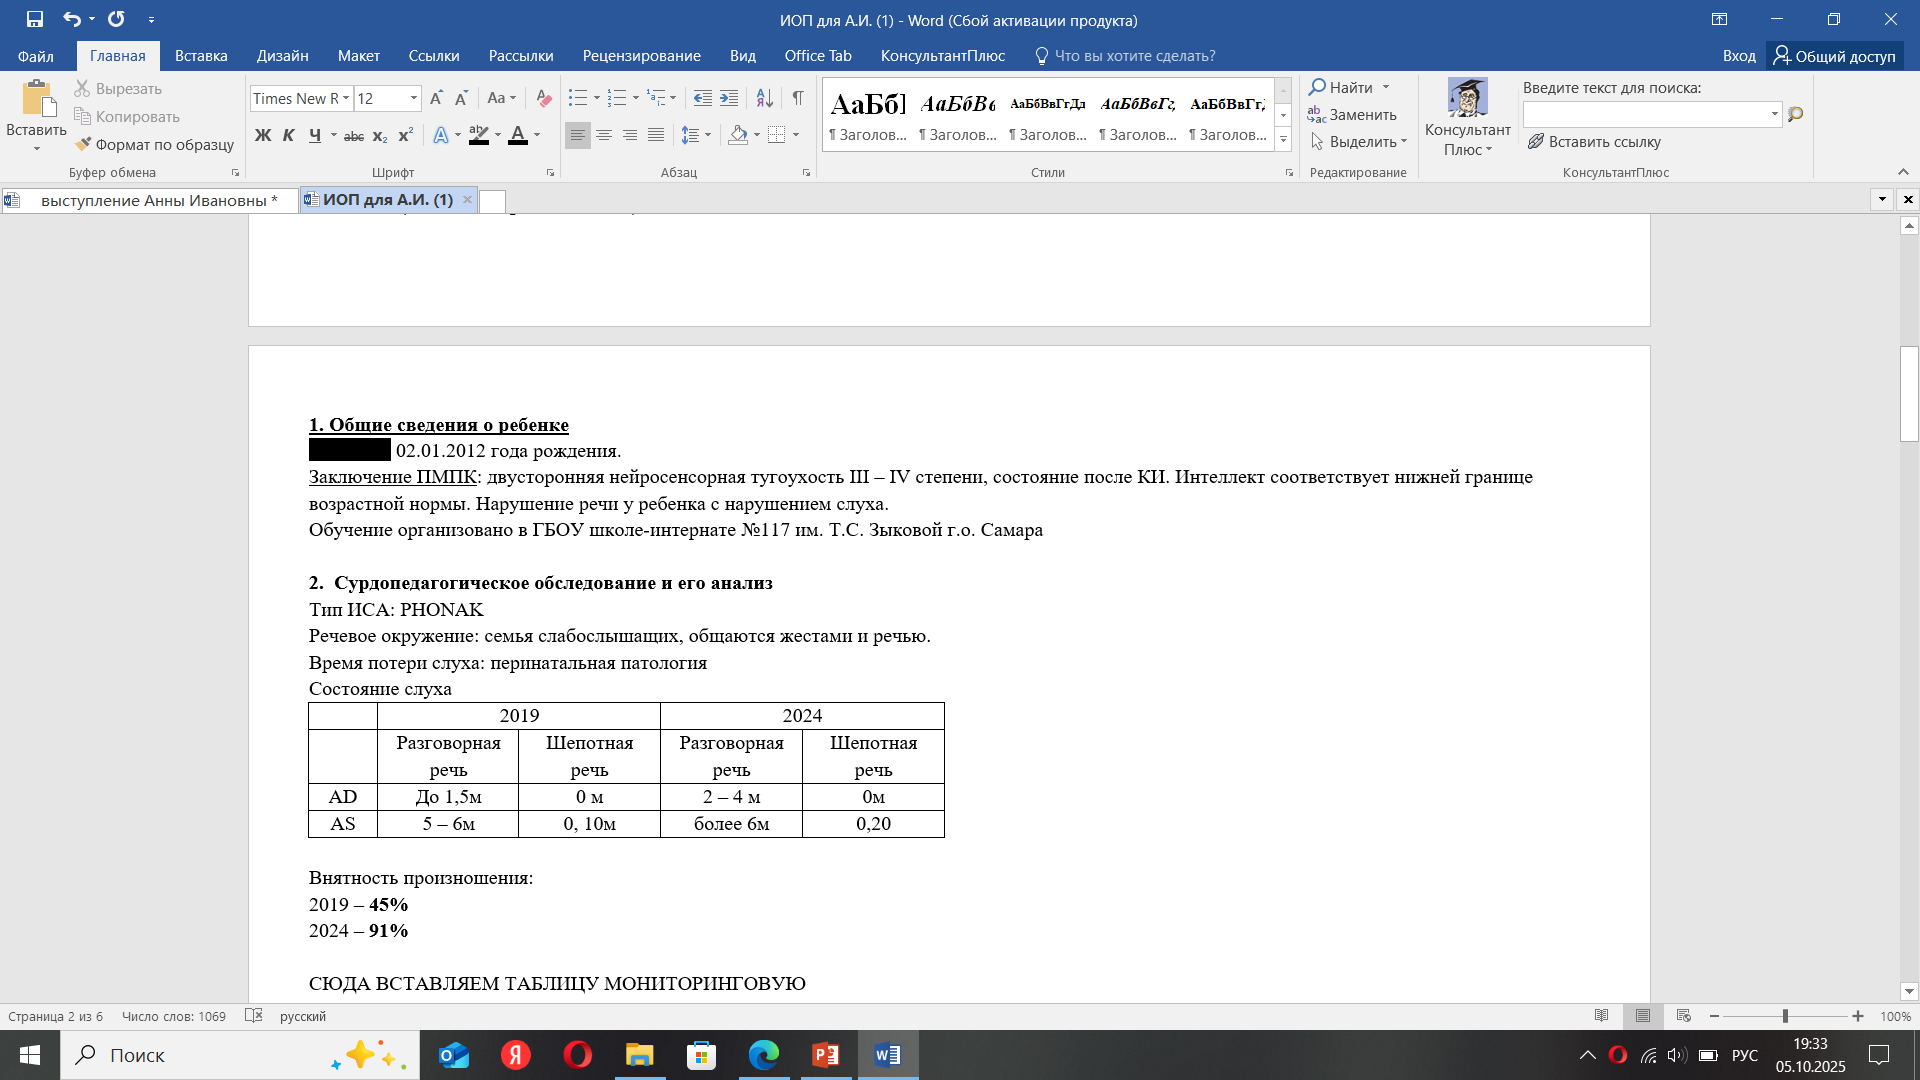 ИОП для А.И. (1) - Word (Сбой активации продукта)
Файл Главная Вставка Дизайн Макет Ссылки Рассылки Рецензирование Вид Office Tab КонсультантПлюс Что вы хотите сделать? Вход Общий доступ
Вставить
Вырезать
Копировать
Формат по образцу
Буфер обмена
Times New R 12
Aa
Ж К Ч abc x₂ x²
Шрифт
Абзац
АаБбІ АаБбВв АаБбВвГгДд АаБбВвГг, АаБбВвГгД
¶ Заголов... ¶ Заголов... ¶ Заголов... ¶ Заголов... ¶ Заголов...
Стили
Найти
Заменить
Выделить
Редактирование
Консультант
Плюс
Введите текст для поиска:
Вставить ссылку
КонсультантПлюс
выступление Анны Ивановны * ИОП для А.И. (1)
1. Общие сведения о ребенке
02.01.2012 года рождения.
Заключение ПМПК: двусторонняя нейросенсорная тугоухость III – IV степени, состояние после КИ. Интеллект соответствует нижней границе
возрастной нормы. Нарушение речи у ребенка с нарушением слуха.
Обучение организовано в ГБОУ школе-интернате №117 им. Т.С. Зыковой г.о. Самара
2. Сурдопедагогическое обследование и его анализ
Тип ИСА: PHONAK
Речевое окружение: семья слабослышащих, общаются жестами и речью.
Время потери слуха: перинатальная патология
Состояние слуха
2019 2024
Разговорная речь Шепотная речь Разговорная речь Шепотная речь
AD До 1,5м 0 м 2 – 4 м 0м
AS 5 – 6м 0, 10м более 6м 0,20
Внятность произношения:
2019 – 45%
2024 – 91%
СЮДА ВСТАВЛЯЕМ ТАБЛИЦУ МОНИТОРИНГОВУЮ
Страница 2 из 6 Число слов: 1069 русский 100%
Поиск РУС 19:33
05.10.2025